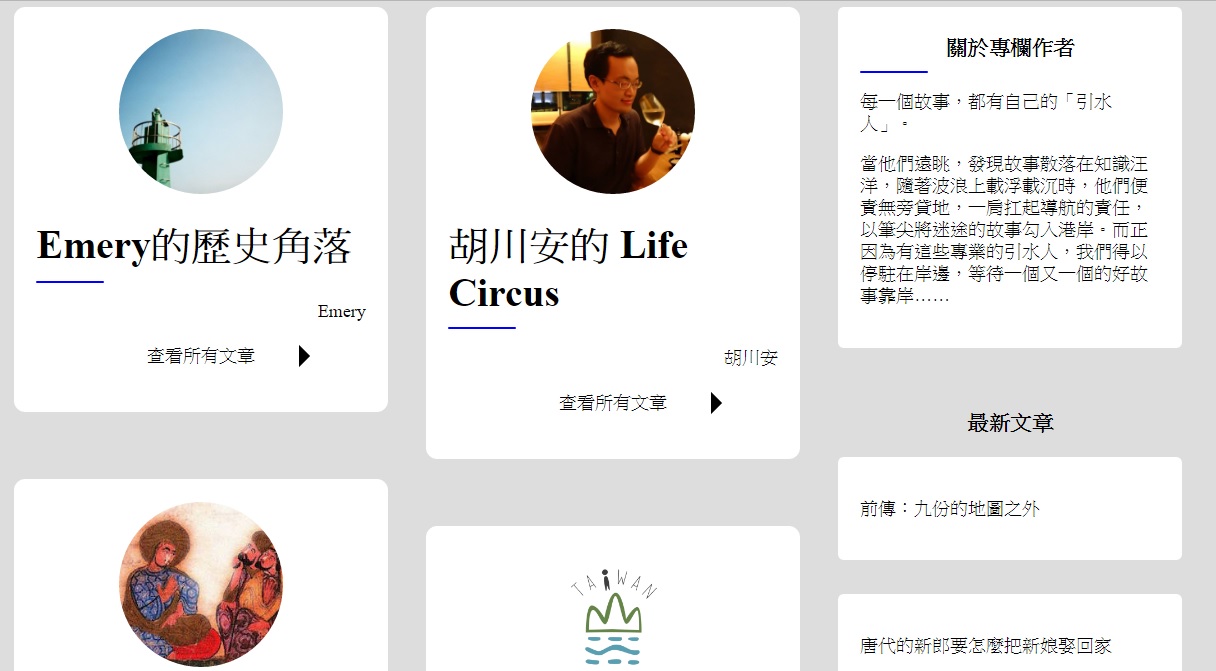 Emery的歷史角落
Emery
查看所有文章
胡川安的 Life
Circus
胡川安
查看所有文章
TAiWAN
關於專欄作者
每一個故事，都有自己的「引水
人」。
當他們遠眺，發現故事散落在知識汪
洋，隨著波浪上載浮載沉時，他們便
責無旁貸地，一肩扛起導航的責任，
以筆尖將迷途的故事勾入港岸。而正
因為有這些專業的引水人，我們得以
停駐在岸邊，等待一個又一個的好故
事靠岸……
最新文章
前傳：九份的地圖之外
唐代的新郎要怎麼把新娘娶回家